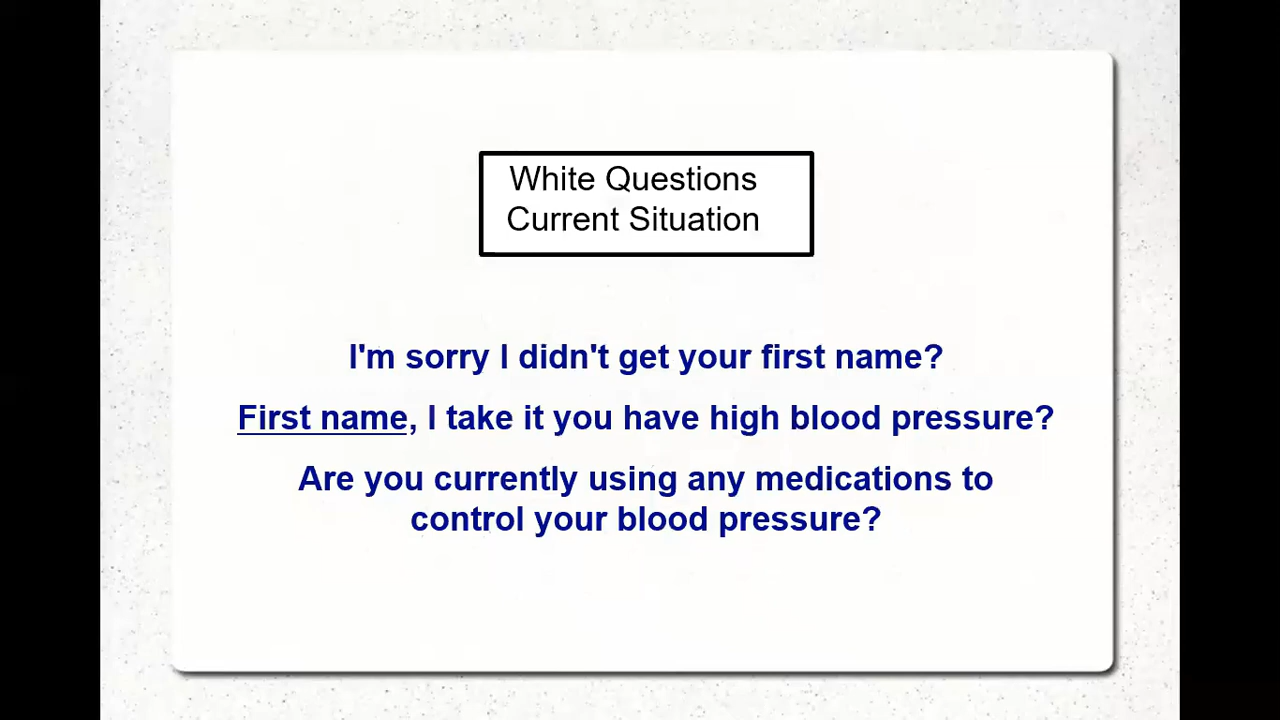 White Questions
Current Situation
I'm sorry I didn't get your first name?
First name, I take it you have high blood pressure?
Are you currently using any medications to
control your blood pressure?